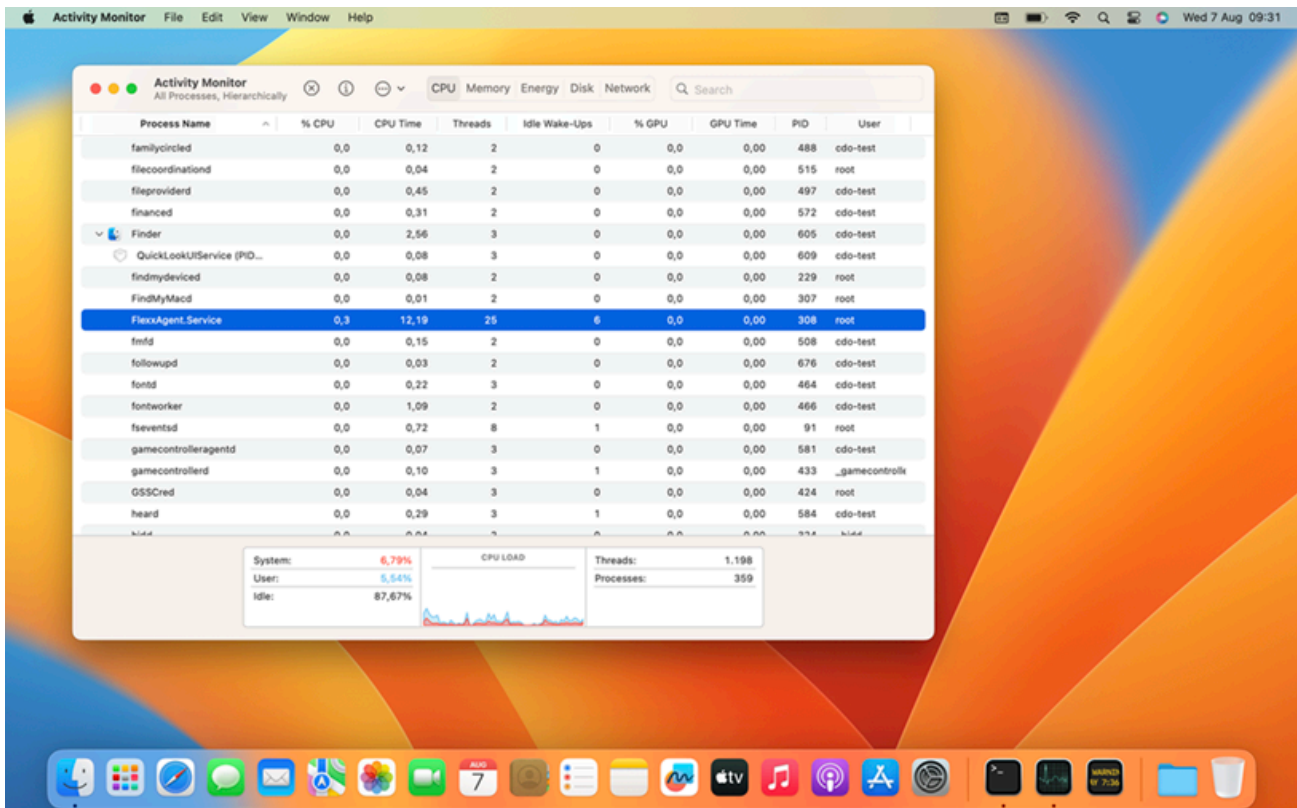 Activity Monitor File Edit View Window Help Wed 7 Aug 09:31
Activity Monitor
All Processes, Hierarchically
CPU Memory Energy Disk Network Search
Process Name % CPU CPU Time Threads Idle Wake-Ups % GPU GPU Time PID User
familycircled 0,0 0,12 2 0 0,0 0,00 488 cdo-test
filecoordinationd 0,0 0,04 2 0 0,0 0,00 515 root
fileproviderd 0,0 0,45 2 0 0,0 0,00 497 cdo-test
financed 0,0 0,31 2 0 0,0 0,00 572 cdo-test
Finder 0,0 2,56 3 0 0,0 0,00 605 cdo-test
QuickLookUIService (PID... 0,0 0,08 3 0 0,0 0,00 609 cdo-test
findmydeviced 0,0 0,08 2 0 0,0 0,00 229 root
FindMyMacd 0,0 0,01 2 0 0,0 0,00 307 root
FlexxAgent.Service 0,3 12,19 25 6 0,0 0,00 308 root
fmfd 0,0 0,15 2 0 0,0 0,00 508 cdo-test
followupd 0,0 0,03 2 0 0,0 0,00 676 cdo-test
fontd 0,0 0,22 3 0 0,0 0,00 464 cdo-test
fontworker 0,0 1,09 2 0 0,0 0,00 466 cdo-test
fseventsd 0,0 0,72 8 1 0,0 0,00 91 root
gamecontrolleragentd 0,0 0,07 3 0 0,0 0,00 581 cdo-test
gamecontrollerd 0,0 0,10 3 1 0,0 0,00 433 _gamecontrolle
GSSCred 0,0 0,04 3 0 0,0 0,00 424 root
heard 0,0 0,29 3 1 0,0 0,00 584 cdo-test
System: 6,79% CPU LOAD Threads: 1.198
User: 5,54% Processes: 359
Idle: 87,67%
AUG
7
tv